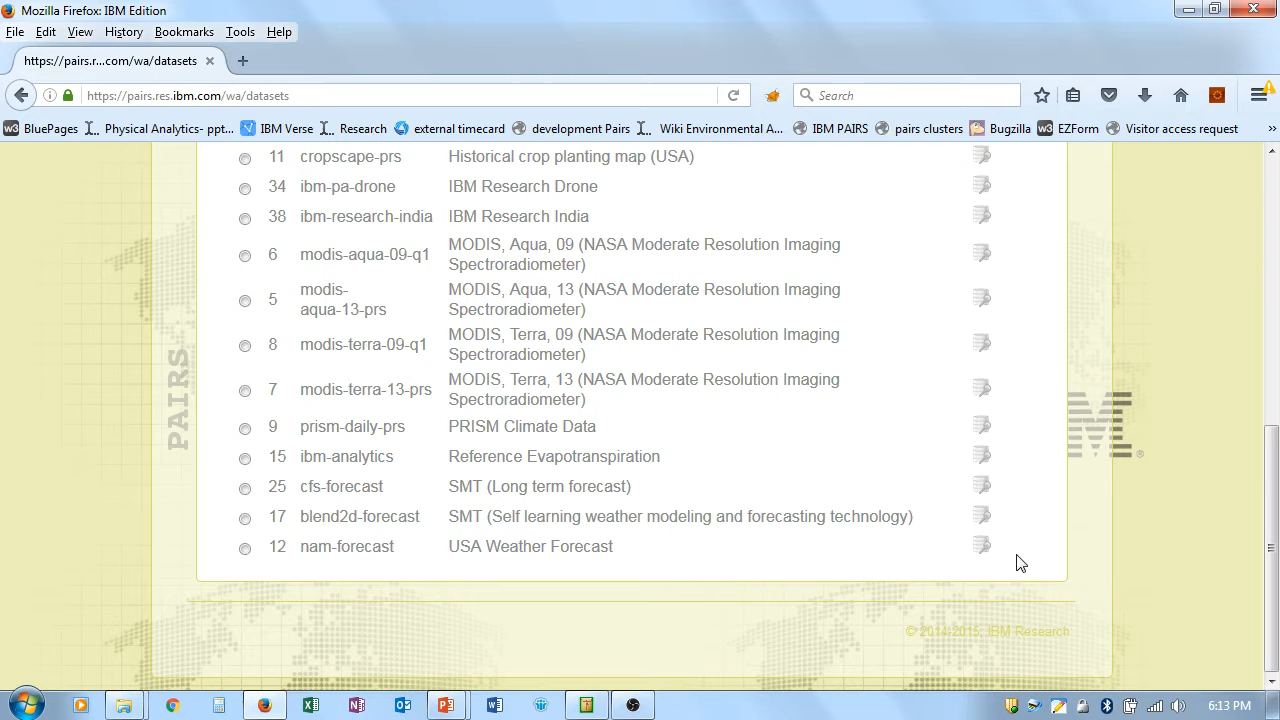 Mozilla Firefox: IBM Edition
File Edit View History Bookmarks Tools Help
https://pairs.r...com/wa/datasets
https://pairs.res.ibm.com/wa/datasets
Search
W3 BluePages Physical Analytics- ppt... IBM Verse Research external timecard Development Pairs Wiki Environmental A... IBM PAIRS pairs clusters Bugzilla W3 EZForm Visitor access request
cropscape-prs Historical crop planting map (USA)
34 ibm-pa-drone IBM Research Drone
38 ibm-research-india IBM Research India
6 modis-aqua-09-q1 MODIS, Aqua, 09 (NASA Moderate Resolution Imaging
Spectroradiometer)
5 modis-
aqua-13-prs
MODIS, Aqua, 13 (NASA Moderate Resolution Imaging
Spectroradiometer)
modis-terra-09-q1 MODIS, Terra, 09 (NASA Moderate Resolution Imaging
Spectroradiometer)
7 modis-terra-13-prs MODIS, Terra, 13 (NASA Moderate Resolution Imaging
Spectroradiometer)
9 prism-daily-prs PRISM Climate Data
Reference Evapotranspiration
cfs-forecast SMT (Long term forecast)
blend2d-forecast SMT (Self learning weather modeling and forecasting technology)
nam-forecast USA Weather Forecast
PAIRS
© 2014-2015, IBM Research
6:13 PM